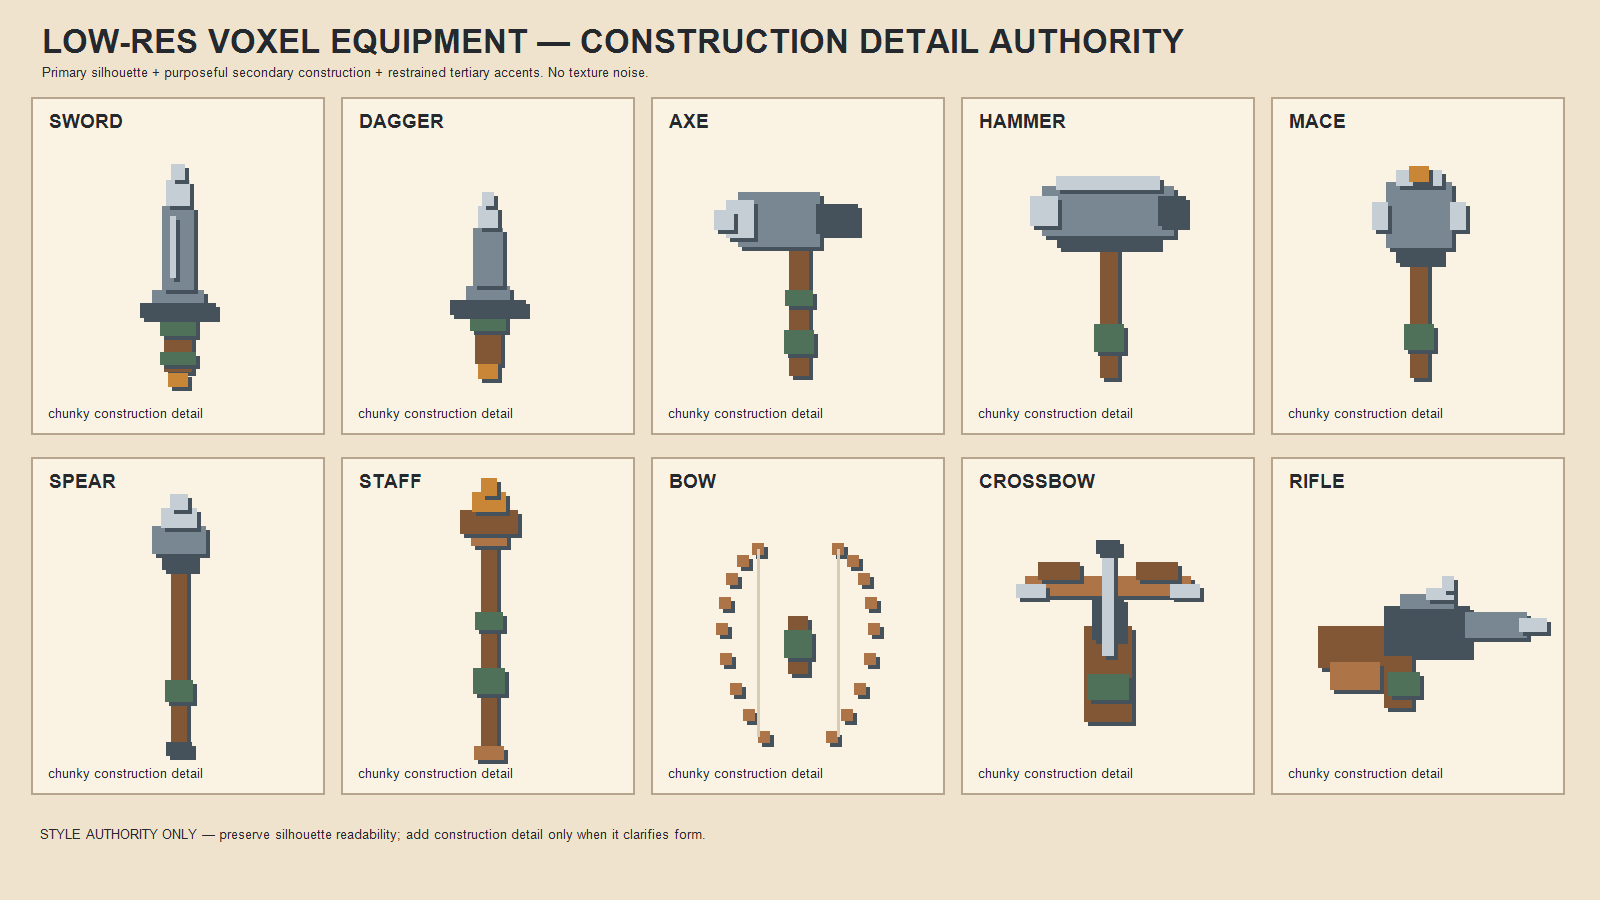 LOW-RES VOXEL EQUIPMENT — CONSTRUCTION DETAIL AUTHORITY
Primary silhouette + purposeful secondary construction + restrained tertiary accents. No texture noise.
SWORD
DAGGER
AXE
HAMMER
MACE
chunky construction detail
chunky construction detail
chunky construction detail
chunky construction detail
chunky construction detail
SPEAR
STAFF
BOW
CROSSBOW
RIFLE
chunky construction detail
chunky construction detail
chunky construction detail
chunky construction detail
chunky construction detail
STYLE AUTHORITY ONLY — preserve silhouette readability; add construction detail only when it clarifies form.